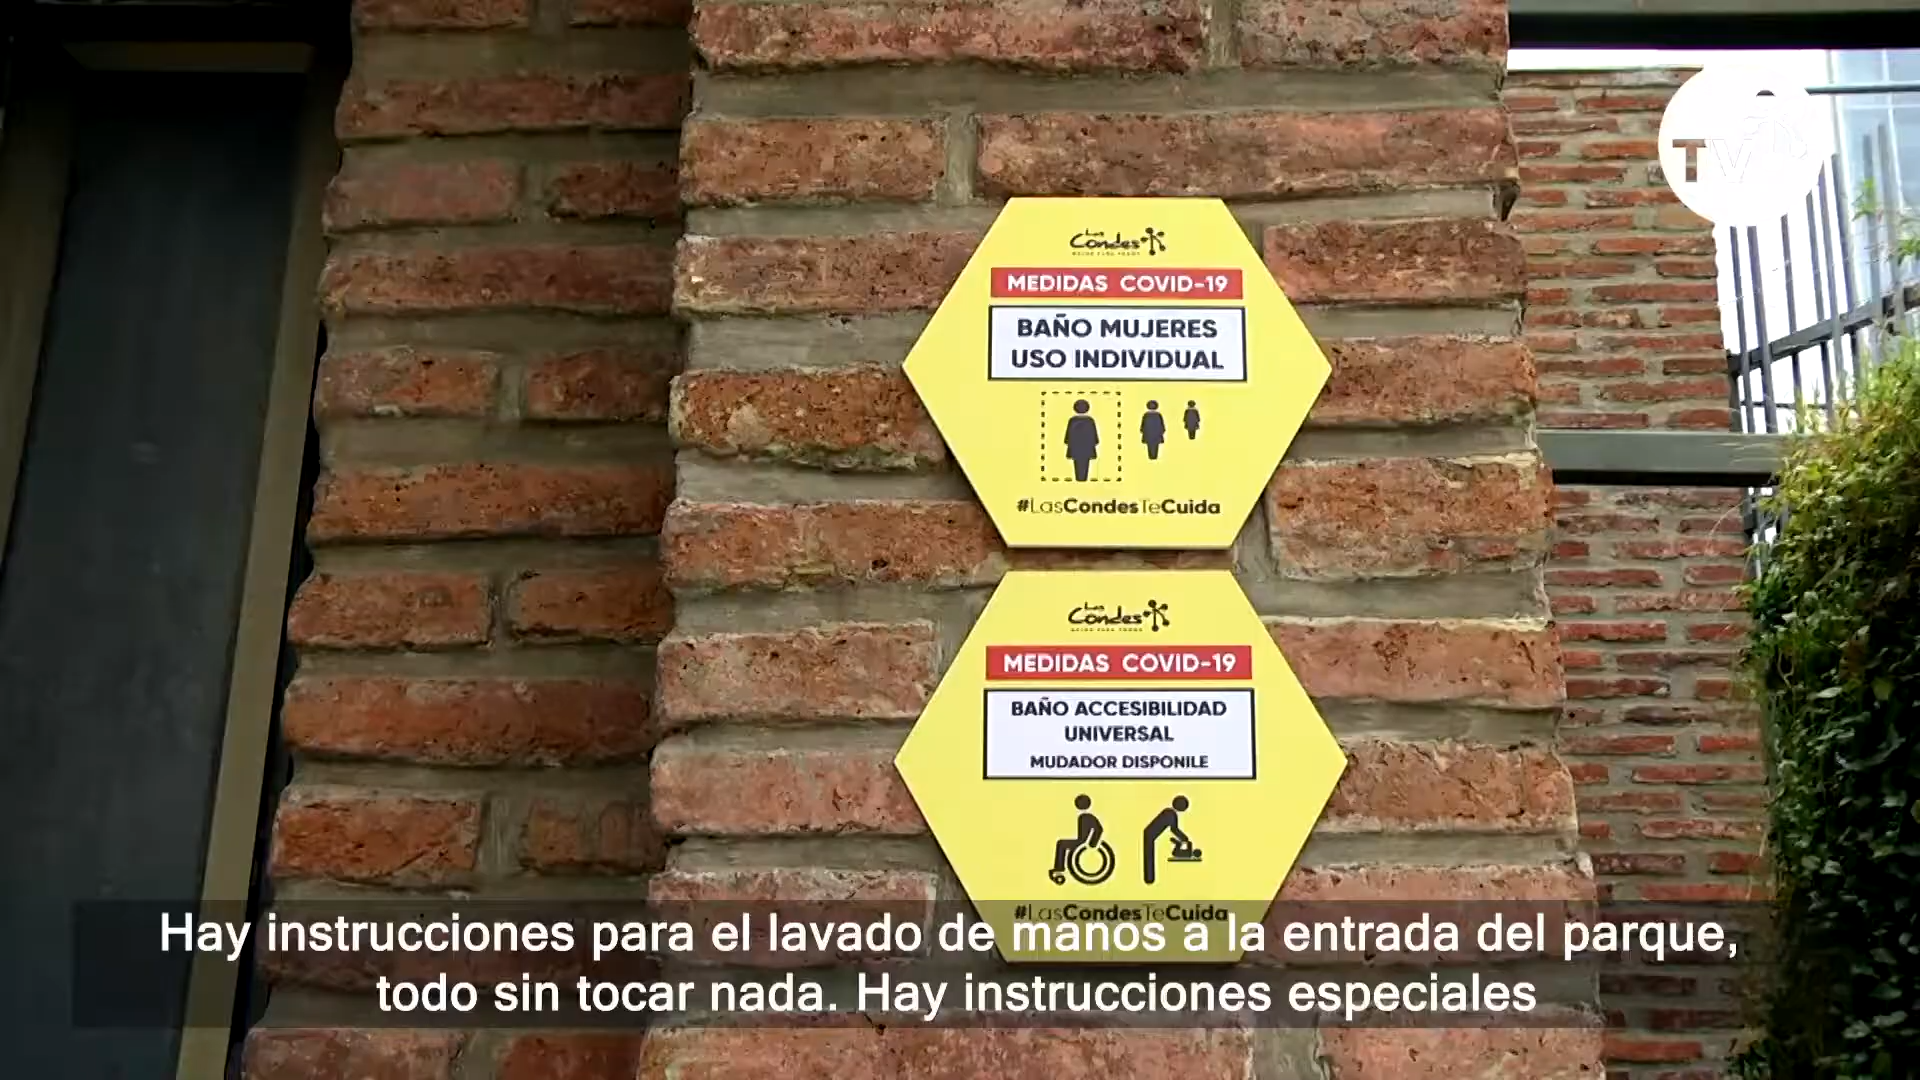 TV
Las
Condes
MEDIDAS COVID-19
BAÑO MUJERES
USO INDIVIDUAL
#LasCondesTeCuida
Las
Condes
MEDIDAS COVID-19
BAÑO ACCESIBILIDAD
UNIVERSAL
MUDADOR DISPONILE
#LasCondesTeCuida
Hay instrucciones para el lavado de manos a la entrada del parque,
todo sin tocar nada. Hay instrucciones especiales